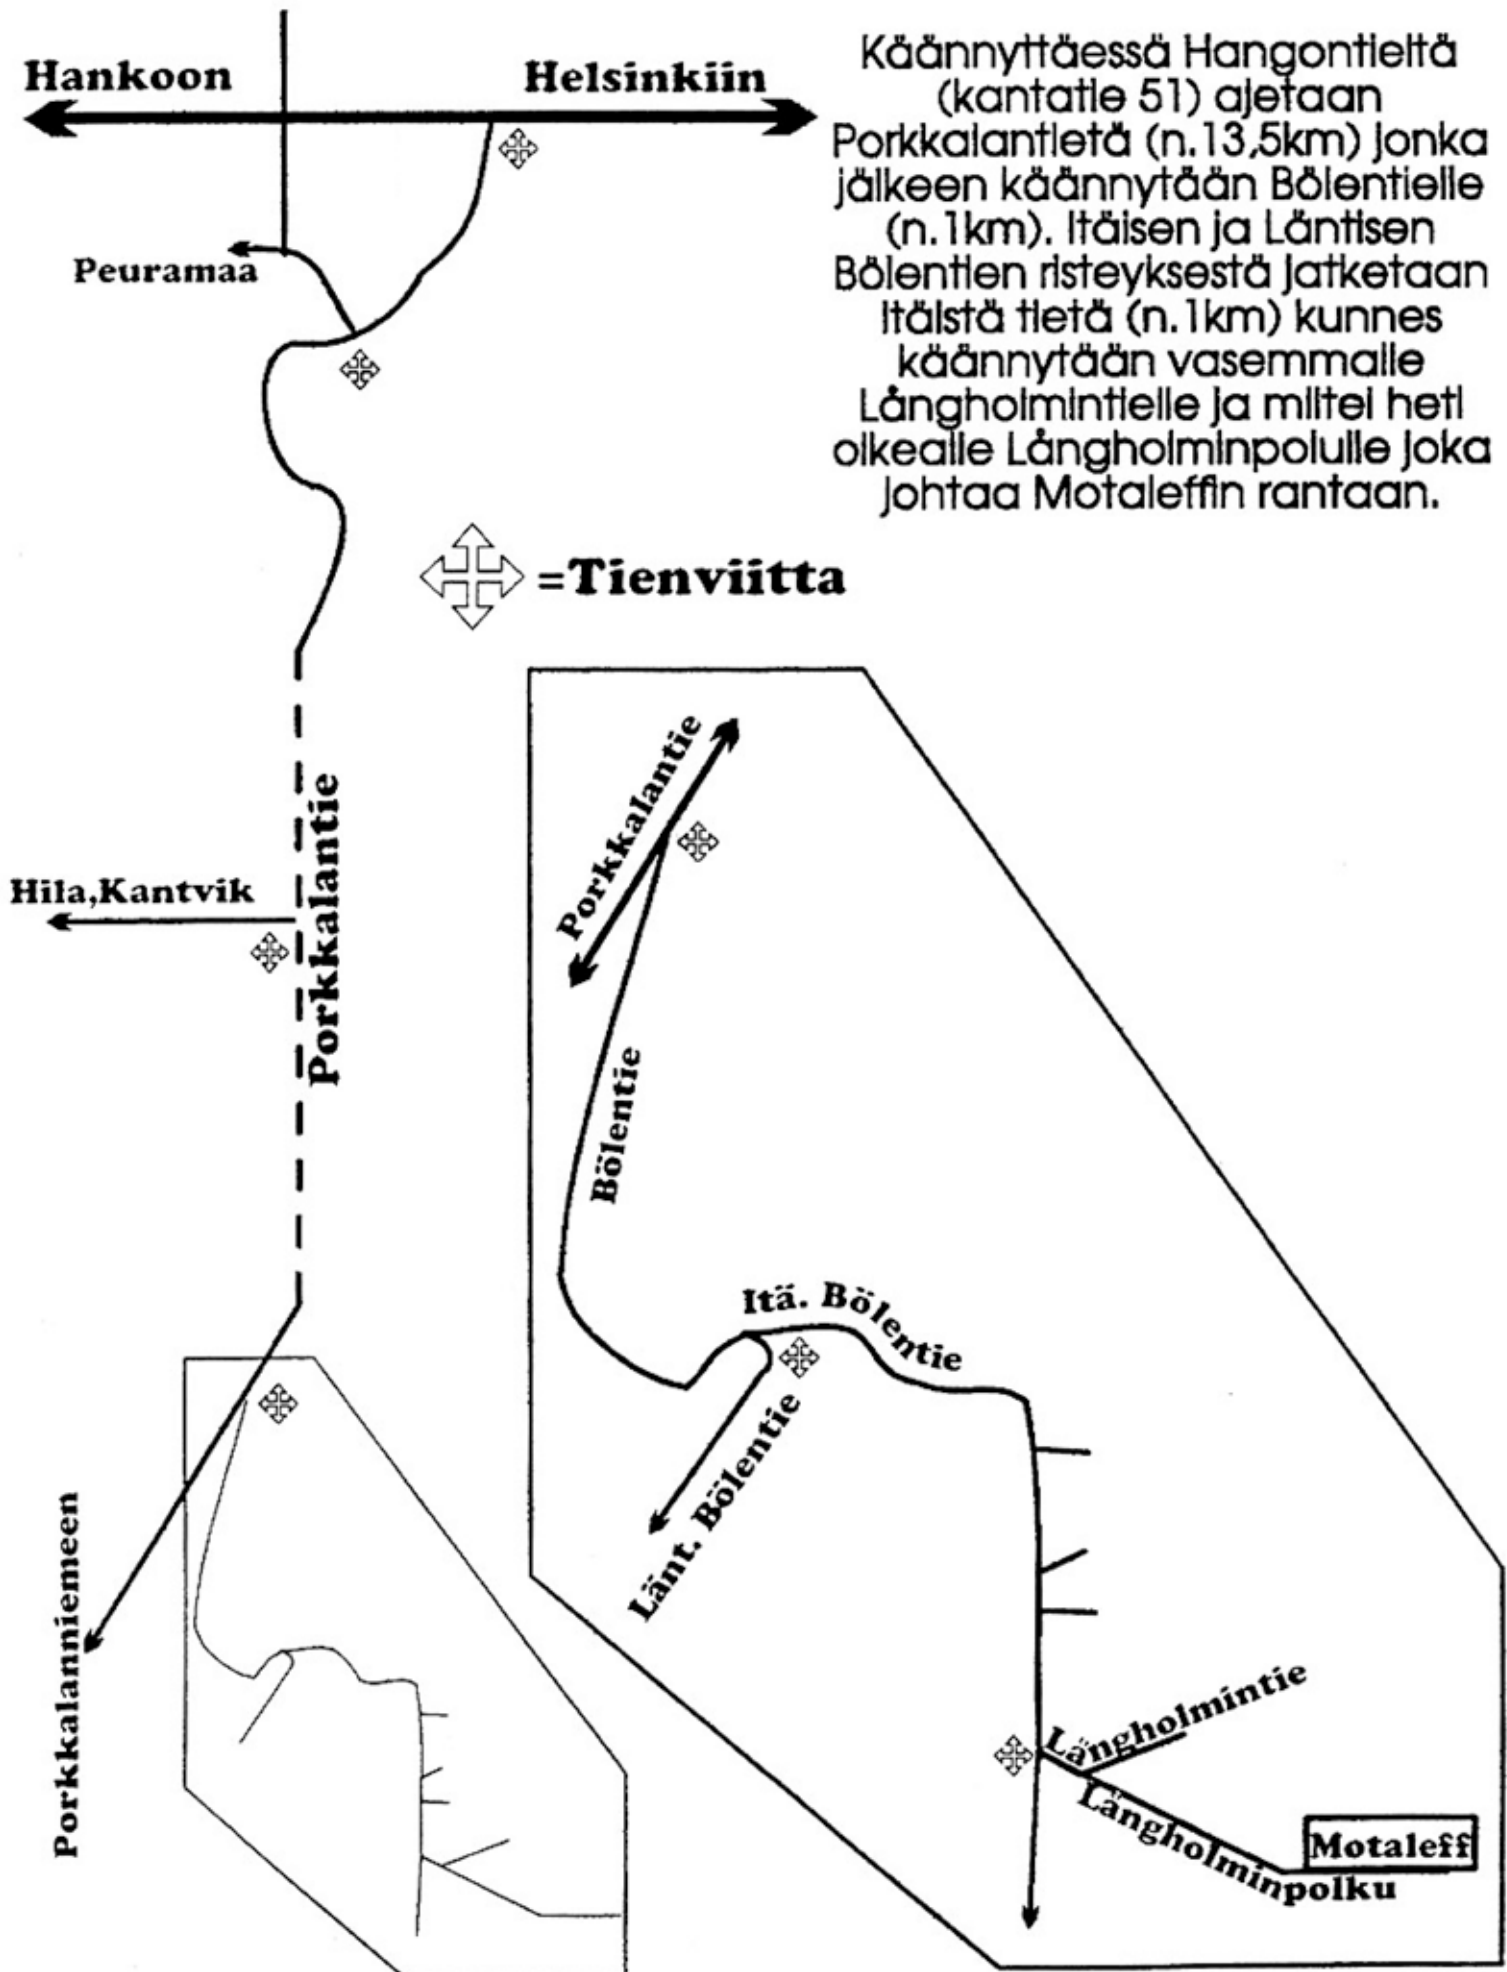 Hankoon
Helsinkiin
Käännyttäessä Hangontieltä
(kantatie 51) ajetaan
Porkkalantietä (n.13,5km) jonka
jälkeen käännytään Bölentielle
(n.1km). Itäisen ja Läntisen
Bölentien risteyksestä jatketaan
itäistä tietä (n.1km) kunnes
käännytään vasemmalle
Långholmintielle ja miltei heti
oikealle Långholminpolulle joka
johtaa Motaleffin rantaan.
Peuramaa
=Tienviitta
Porkkalantie
Hila,Kantvik
Porkkalantie
Bölentie
Itä. Bölentie
Länt. Bölentie
Porkkalanniemeen
Längholmintie
Längholminpolku
Motaleff